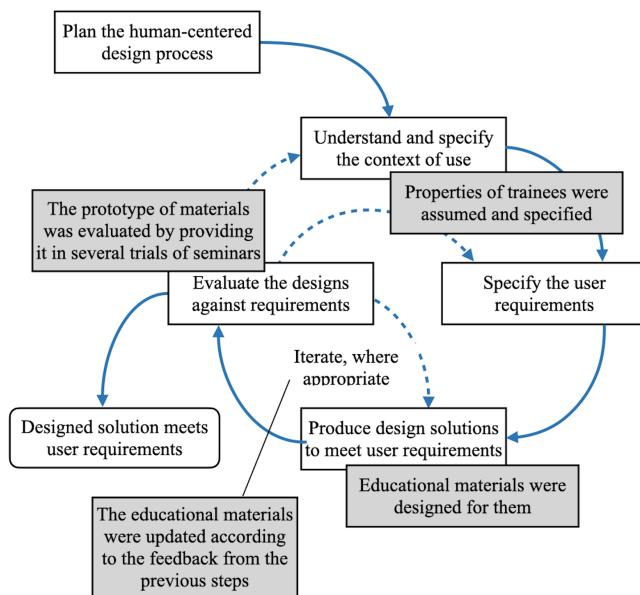 Plan the human-centered
design process
Understand and specify
the context of use
Properties of trainees were
assumed and specified
The prototype of materials
was evaluated by providing
it in several trials of seminars
Evaluate the designs
against requirements
Specify the user
requirements
Iterate, where
appropriate
Designed solution meets
user requirements
Produce design solutions
to meet user requirements
Educational materials were
designed for them
The educational materials
were updated according
to the feedback from the
previous steps